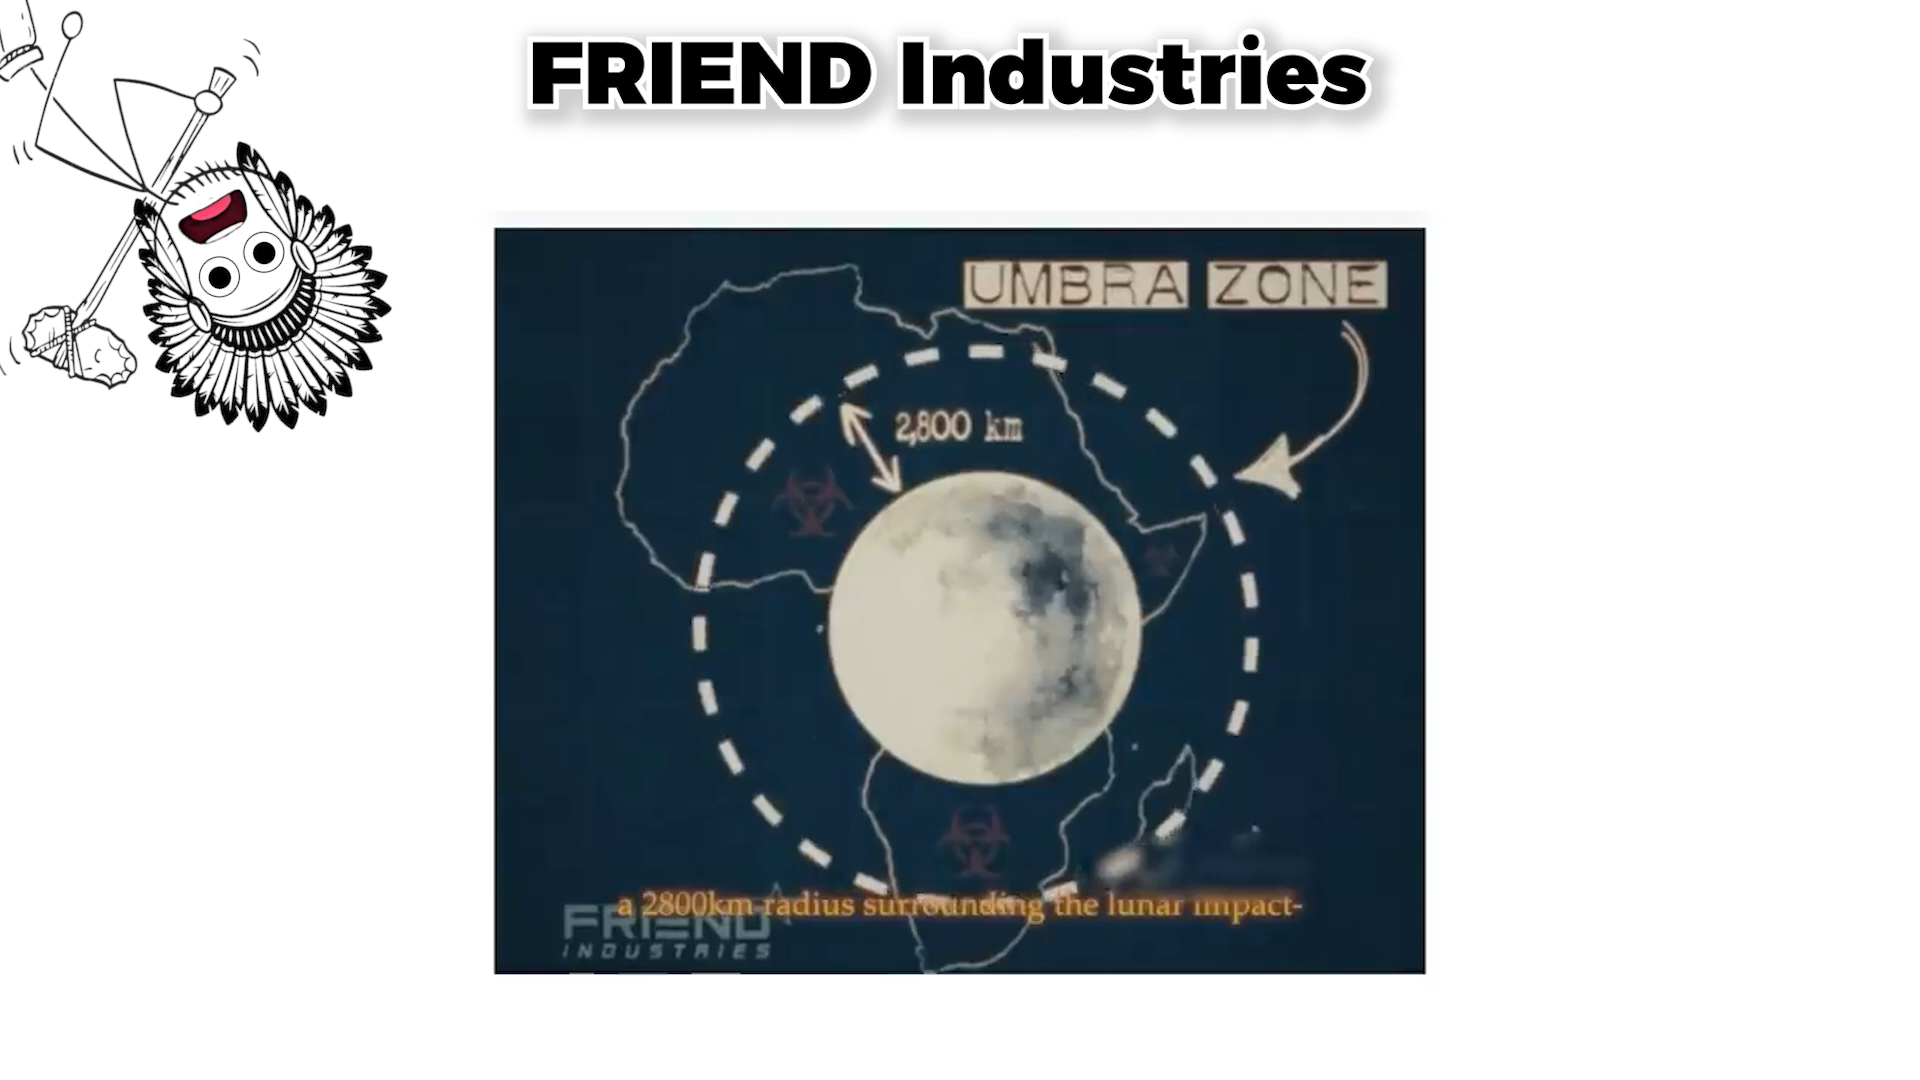 FRIEND Industries
UMBRA ZONE
2,800 km
a 2800km radius surrounding the lunar impact-
FRIEND
INDUSTRIES